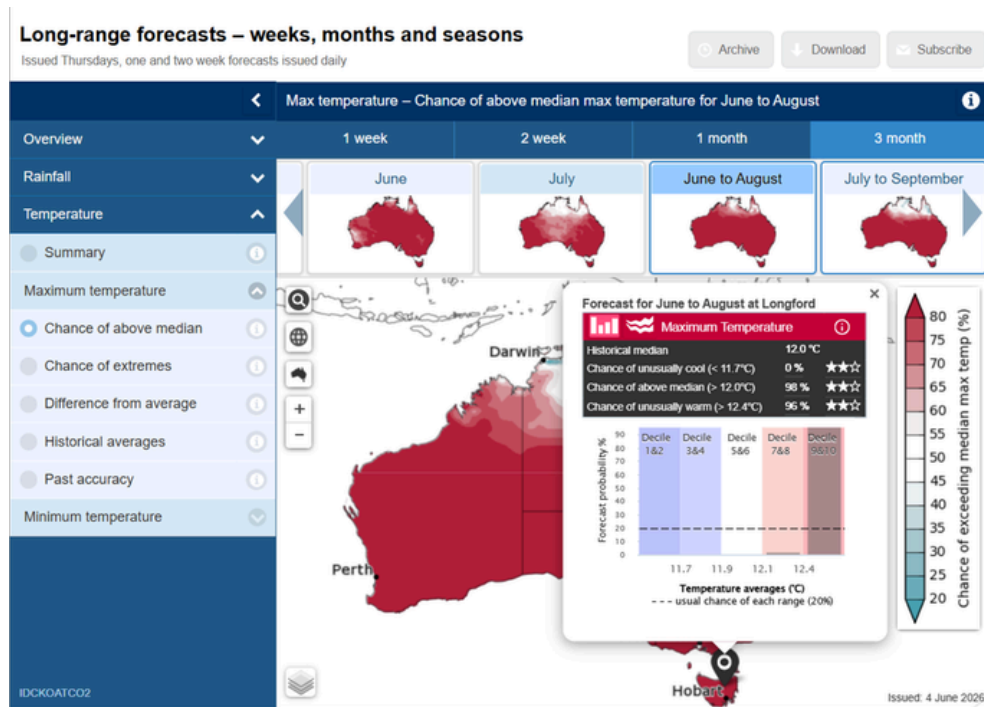 Long-range forecasts – weeks, months and seasons
Issued Thursdays, one and two week forecasts issued daily
Archive
Download
Subscribe
Max temperature – Chance of above median max temperature for June to August
Overview
Rainfall
Temperature
Summary
Maximum temperature
Chance of above median
Chance of extremes
Difference from average
Historical averages
Past accuracy
Minimum temperature
IDCKOATCO2
1 week 2 week 1 month 3 month
June July June to August July to September
Darwin
Perth
Hobart
Forecast for June to August at Longford
Maximum Temperature
Historical median 12.0 °C
Chance of unusually cool (< 11.7°C) 0 %
Chance of above median (> 12.0°C) 98 %
Chance of unusually warm (> 12.4°C) 96 %
Forecast probability %
90
80
70
60
50
40
30
20
10
0
Decile 1&2
Decile 3&4
Decile 5&6
Decile 7&8
Decile 9&10
11.7 11.9 12.1 12.4
Temperature averages (°C)
--- usual chance of each range (20%)
80
75
70
65
60
55
50
45
40
35
30
25
20
Chance of exceeding median max temp (%)
Issued: 4 June 2026